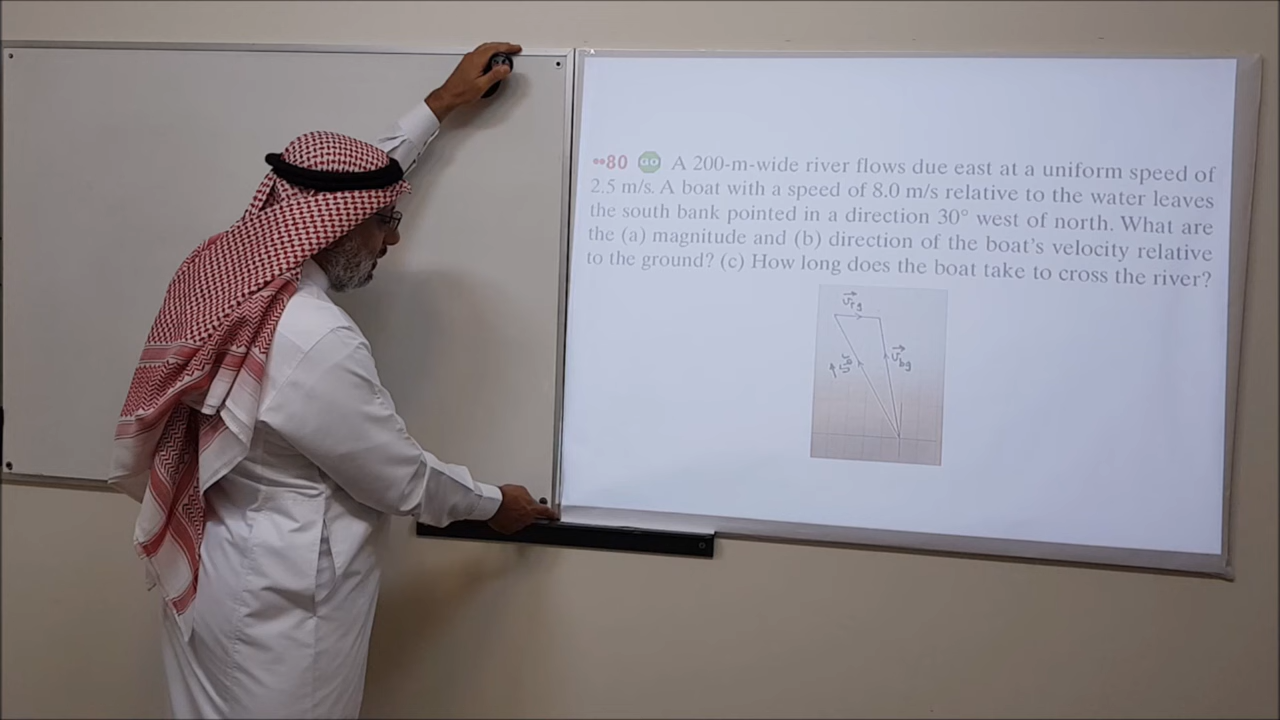 ••80 GO A 200-m-wide river flows due east at a uniform speed of
2.5 m/s. A boat with a speed of 8.0 m/s relative to the water leaves
the south bank pointed in a direction 30° west of north. What are
the (a) magnitude and (b) direction of the boat's velocity relative
to the ground? (c) How long does the boat take to cross the river?
v⃗rg
v⃗bg